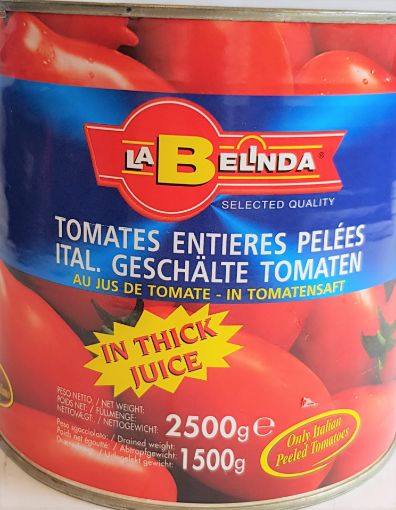 LA BELINDA®
SELECTED QUALITY
TOMATES ENTIERES PELÉES
ITAL. GESCHÄLTE TOMATEN
AU JUS DE TOMATE - IN TOMATENSAFT
IN THICK
JUICE
PESO NETTO / NET WEIGHT:
POIDS NET: / FÜLLMENGE:
NETTOVÆGT: / NETTOGEWICHT:
2500g e
Peso sgocciolato: / Drained weight:
Poids net égoutté: / Abtropfgewicht:
1500g
Only Italian
Peeled Tomatoes